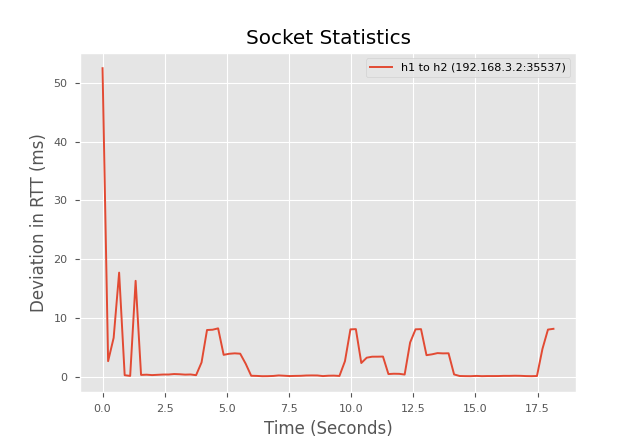 Socket Statistics
h1 to h2 (192.168.3.2:35537)
Deviation in RTT (ms)
50
40
30
20
10
0
0.0 2.5 5.0 7.5 10.0 12.5 15.0 17.5
Time (Seconds)